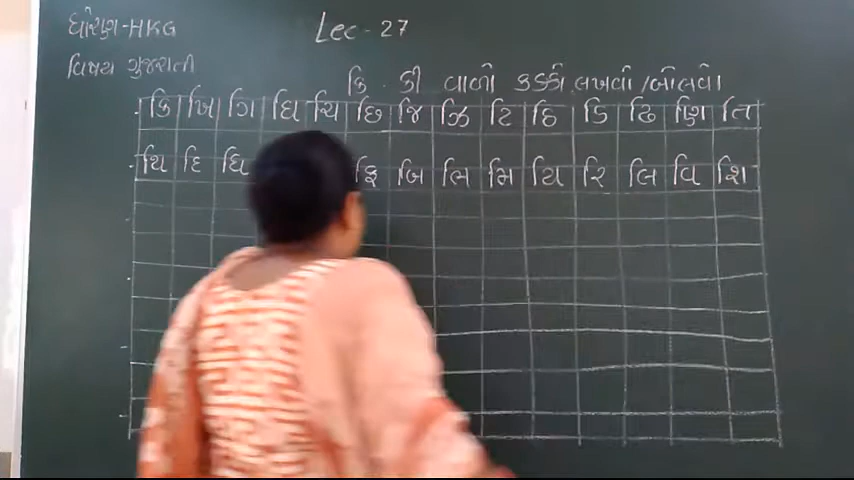 ધોરણ-HKG
Lec - 27
વિષય ગુજરાતી
કિ - કી વાળો કક્કો લખવો /બોલવો
કિ ખિ ગિ ઘિ ચિ છિ જિ ઝિ ટિ ઠિ ડિ ઢિ ણિ તિ
થિ દિ ધિ ફિ બિ ભિ મિ યિ રિ લિ વિ શિ